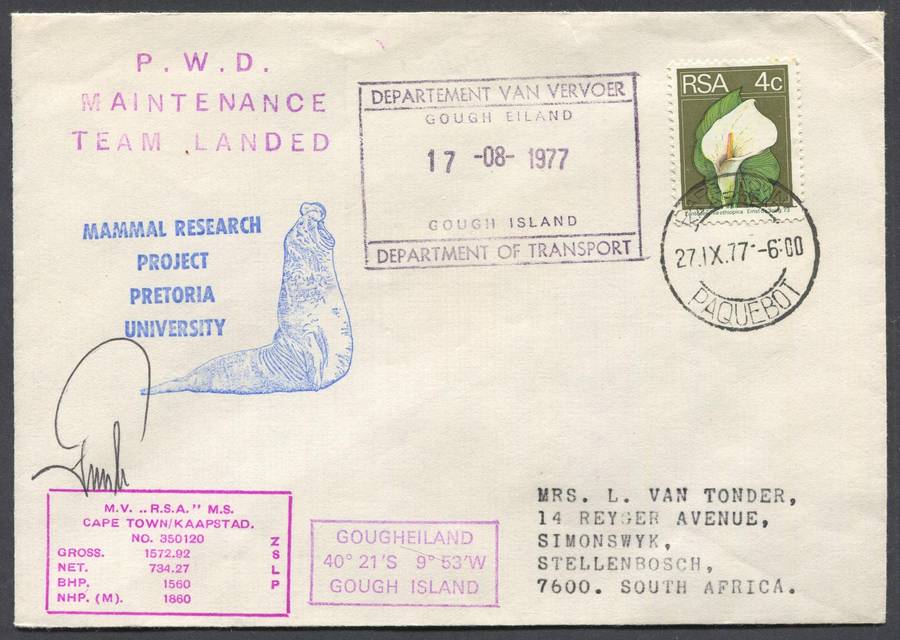 P. W. D.
MAINTENANCE
TEAM LANDED
DEPARTEMENT VAN VERVOER
GOUGH EILAND
17 -08- 1977
GOUGH ISLAND
DEPARTMENT OF TRANSPORT
RSA 4c
27.IX.77-6:00
PAQUEBOT
MAMMAL RESEARCH
PROJECT
PRETORIA
UNIVERSITY
M.V. „R.S.A." M.S.
CAPE TOWN/KAAPSTAD.
NO. 350120
GROSS. 1572.92
NET. 734.27
BHP. 1560
NHP. (M). 1860
ZSLP
GOUGHEILAND
40° 21'S 9° 53'W
GOUGH ISLAND
MRS. L. VAN TONDER,
14 REYGER AVENUE,
SIMONSWYK,
STELLENBOSCH,
7600. SOUTH AFRICA.